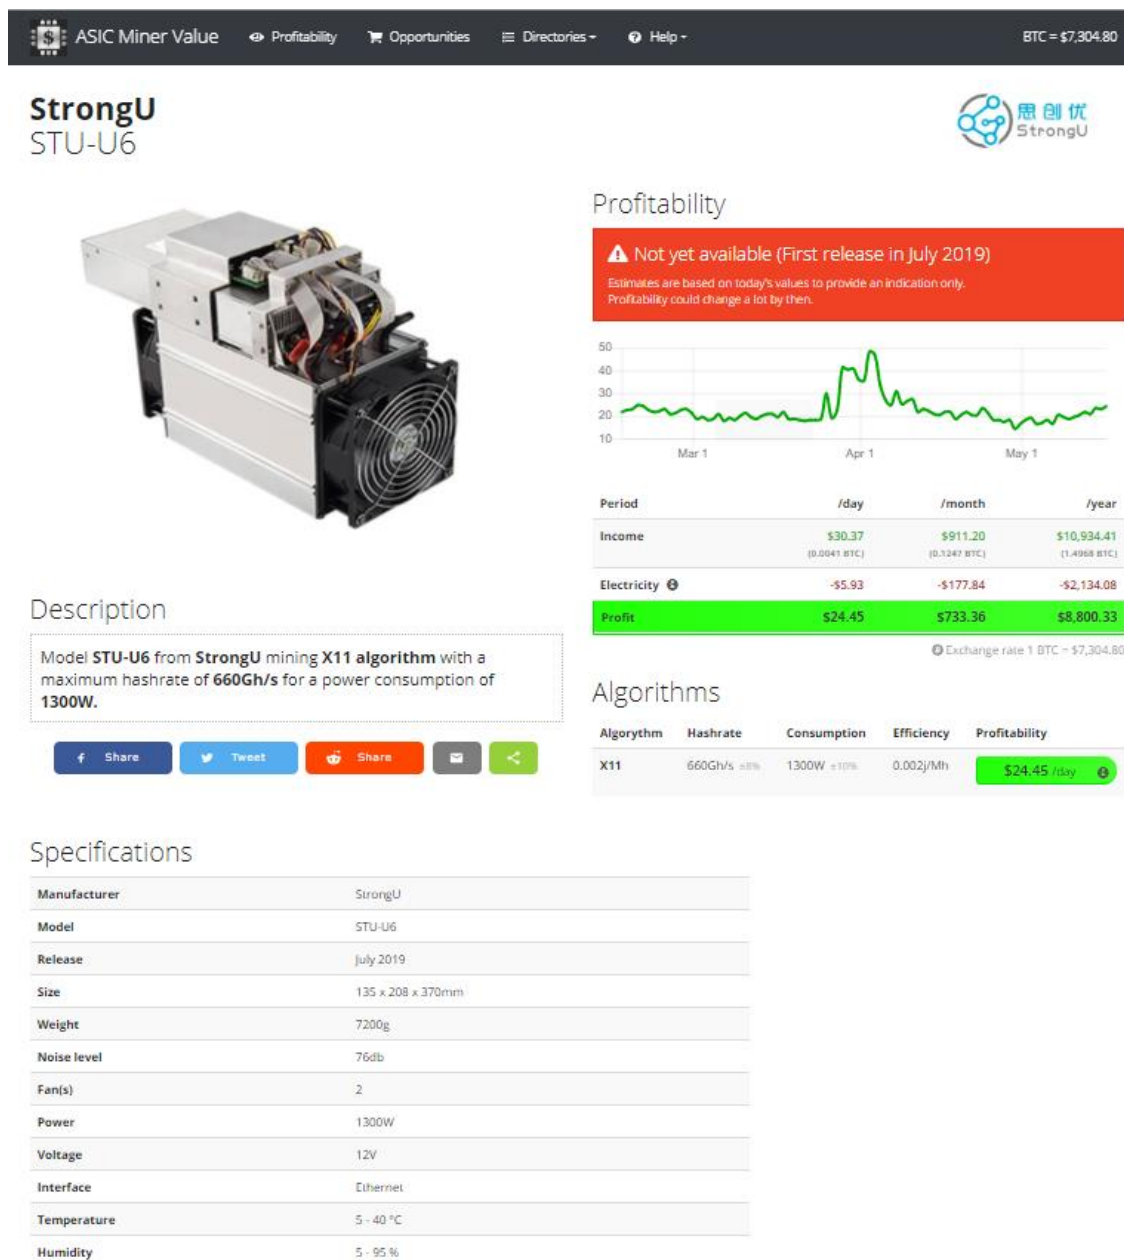 ASIC Miner Value Profitability Opportunities Directories Help BTC = $7,304.80
StrongU
STU-U6
思创优
StrongU
Profitability
Not yet available (First release in July 2019)
Estimates are based on today's values to provide an indication only.
Profitability could change a lot by then.
50
40
30
20
10
Mar 1 Apr 1 May 1
Period /day /month /year
Income $30.37 $911.20 $10,934.41
(0.0041 BTC) (0.1247 BTC) (1.4968 BTC)
Electricity -$5.93 -$177.84 -$2,134.08
Profit $24.45 $733.36 $8,800.33
Exchange rate 1 BTC = $7,304.80
Description
Model STU-U6 from StrongU mining X11 algorithm with a
maximum hashrate of 660Gh/s for a power consumption of
1300W.
Share Tweet Share
Algorithms
Algorythm Hashrate Consumption Efficiency Profitability
X11 660Gh/s ±8% 1300W ±10% 0.002j/Mh $24.45 /day
Specifications
Manufacturer StrongU
Model STU-U6
Release July 2019
Size 135 x 208 x 370mm
Weight 7200g
Noise level 76db
Fan(s) 2
Power 1300W
Voltage 12V
Interface Ethernet
Temperature 5 - 40 °C
Humidity 5 - 95 %